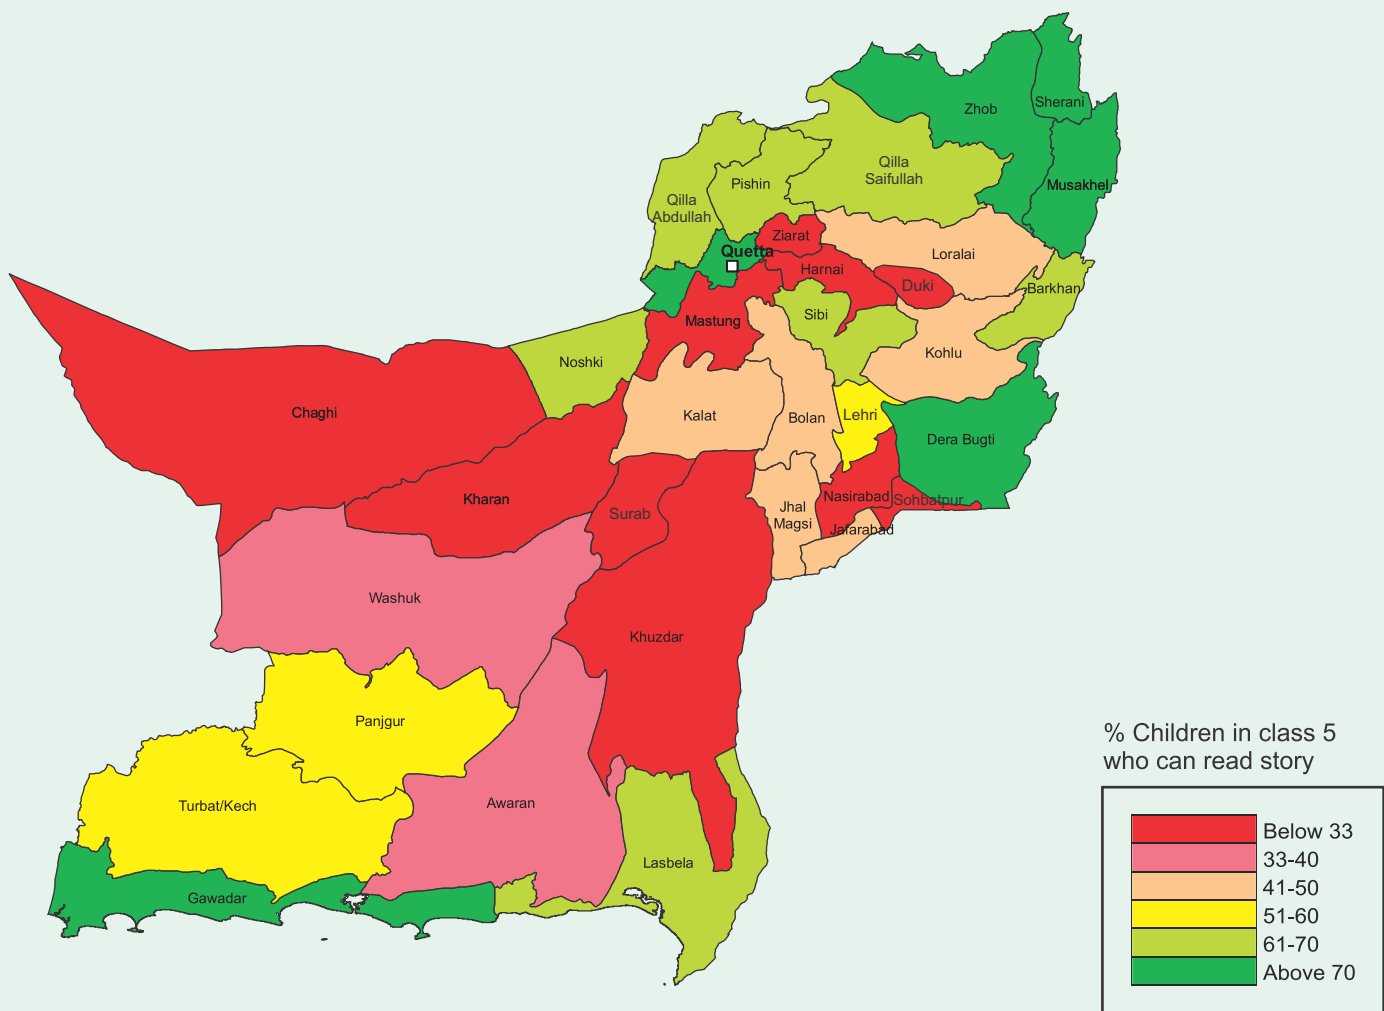 Zhob
Sherani
Qilla
Saifullah
Musakhel
Pishin
Qilla
Abdullah
Ziarat
Quetta
Loralai
Harnai
Duki
Barkhan
Sibi
Mastung
Kohlu
Noshki
Chaghi
Kalat
Bolan
Lehri
Dera Bugti
Kharan
Surab
Nasirabad
Sohbatpur
Jhal
Magsi
Jafarabad
Washuk
Khuzdar
Panjgur
Turbat/Kech
Awaran
Lasbela
Gawadar
% Children in class 5
who can read story
Below 33
33-40
41-50
51-60
61-70
Above 70